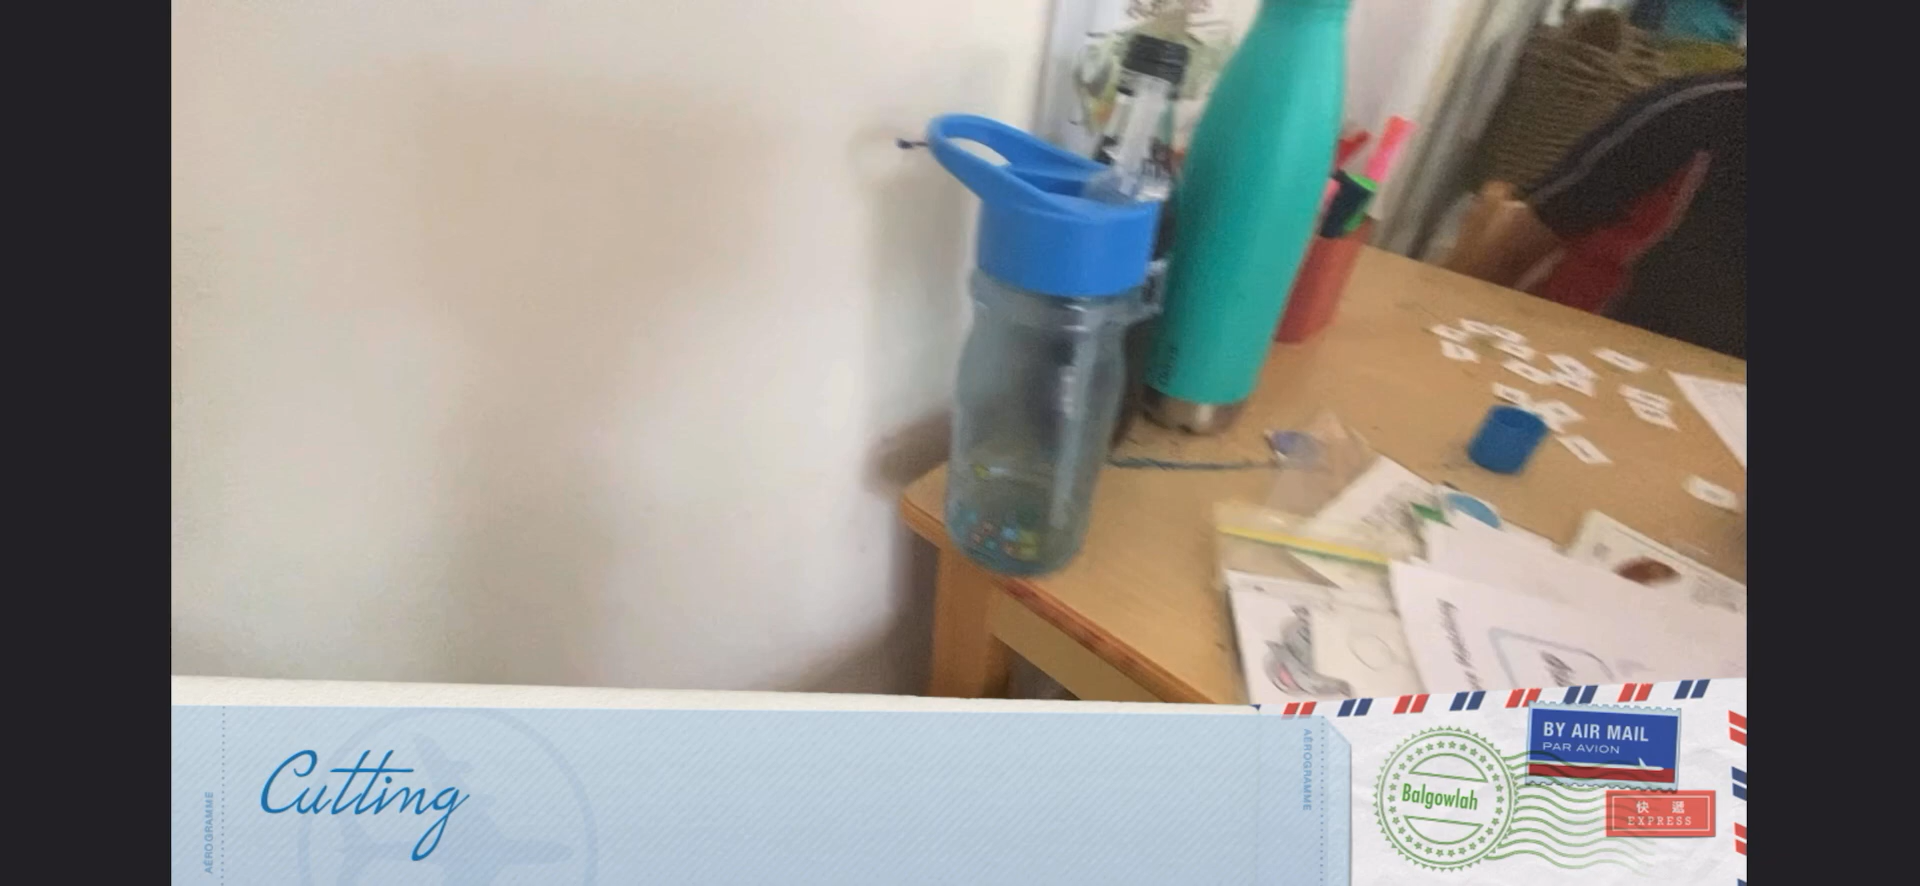 Cutting
AÉROGRAMME
AÉROGRAMME
Balgowlah
BY AIR MAIL
PAR AVION
快遞
EXPRESS